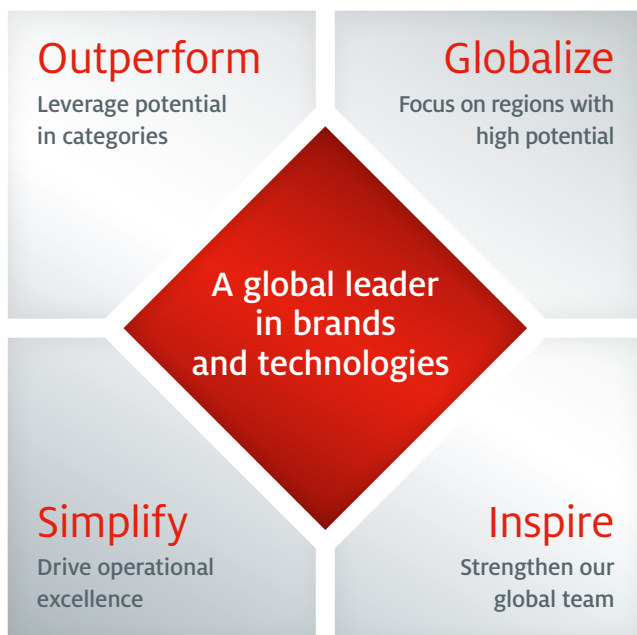 Outperform
Leverage potential
in categories
Globalize
Focus on regions with
high potential
A global leader
in brands
and technologies
Simplify
Drive operational
excellence
Inspire
Strengthen our
global team